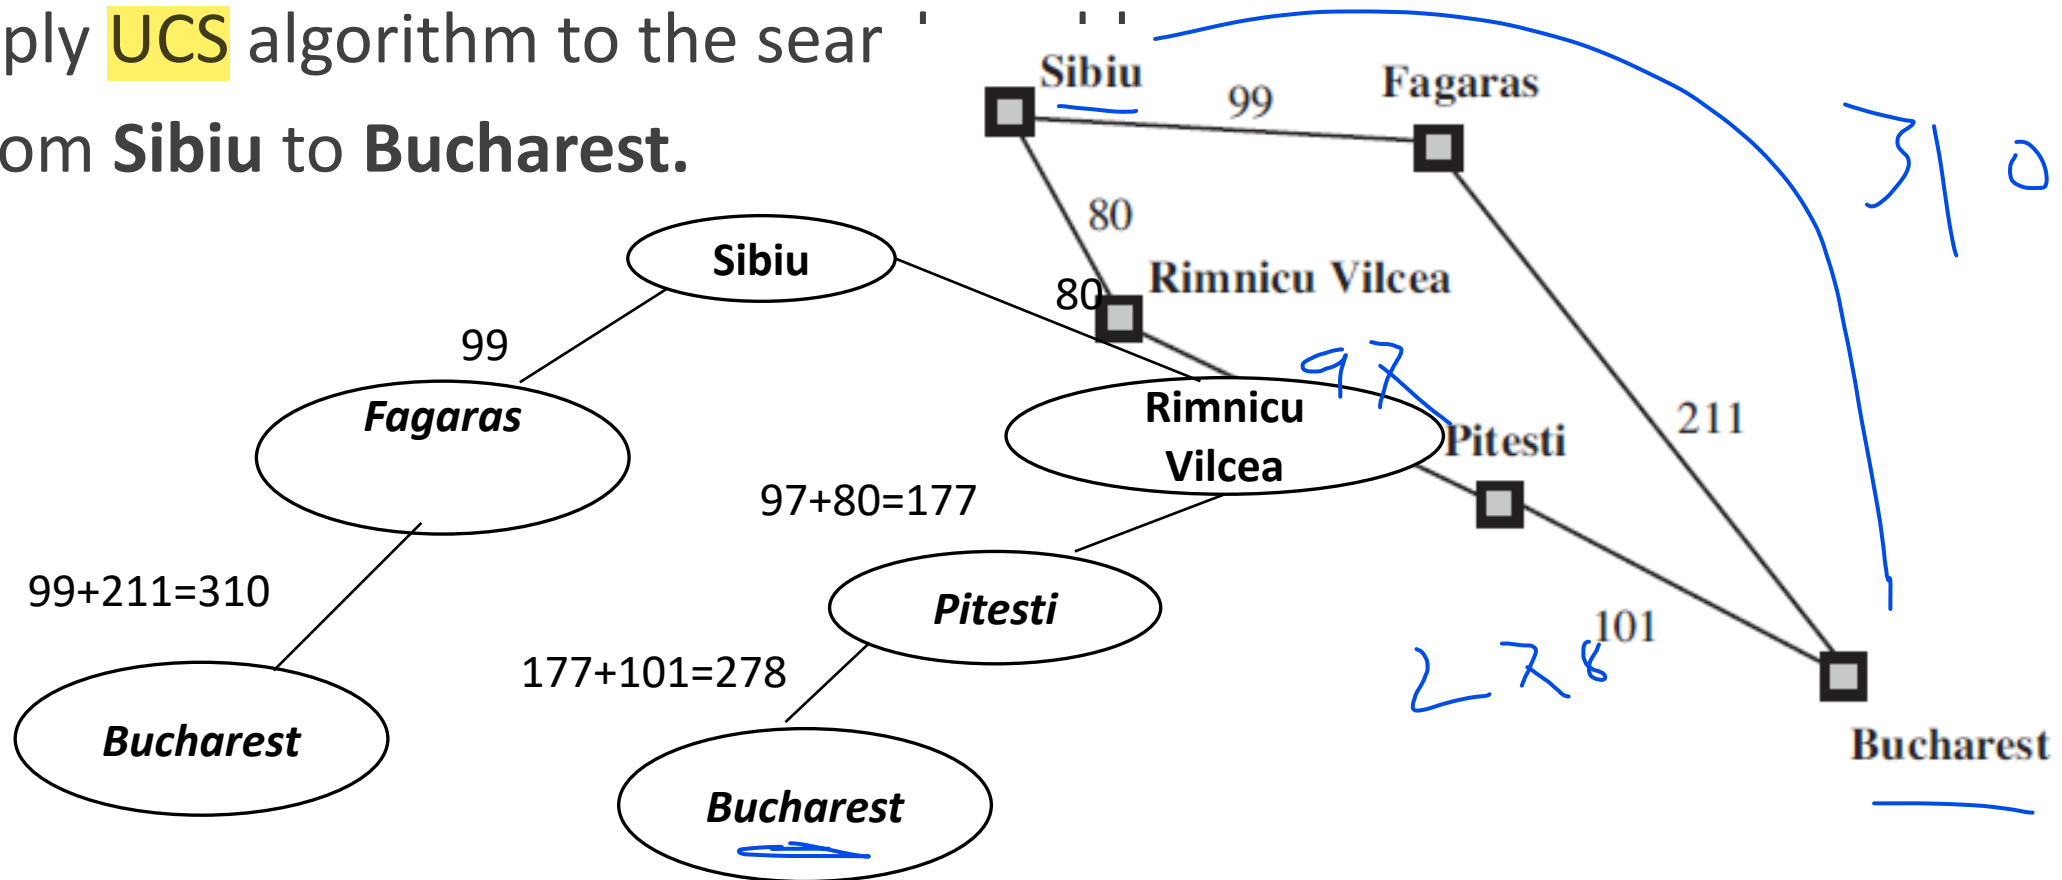 ply UCS algorithm to the sear
om Sibiu to Bucharest.
Sibiu
99
Fagaras
310
80
Rimnicu Vilcea
97
Pitesti
211
101
278
Bucharest
Sibiu
99
80
Fagaras
Rimnicu
Vilcea
97+80=177
99+211=310
Pitesti
177+101=278
Bucharest
Bucharest